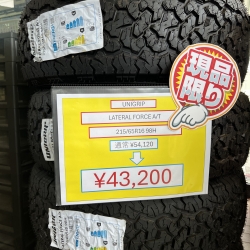 現品
限り
UNIGRIP
LATERAL FORCE A/T
215/65R16 98H
通常 ¥54,120
¥43,200